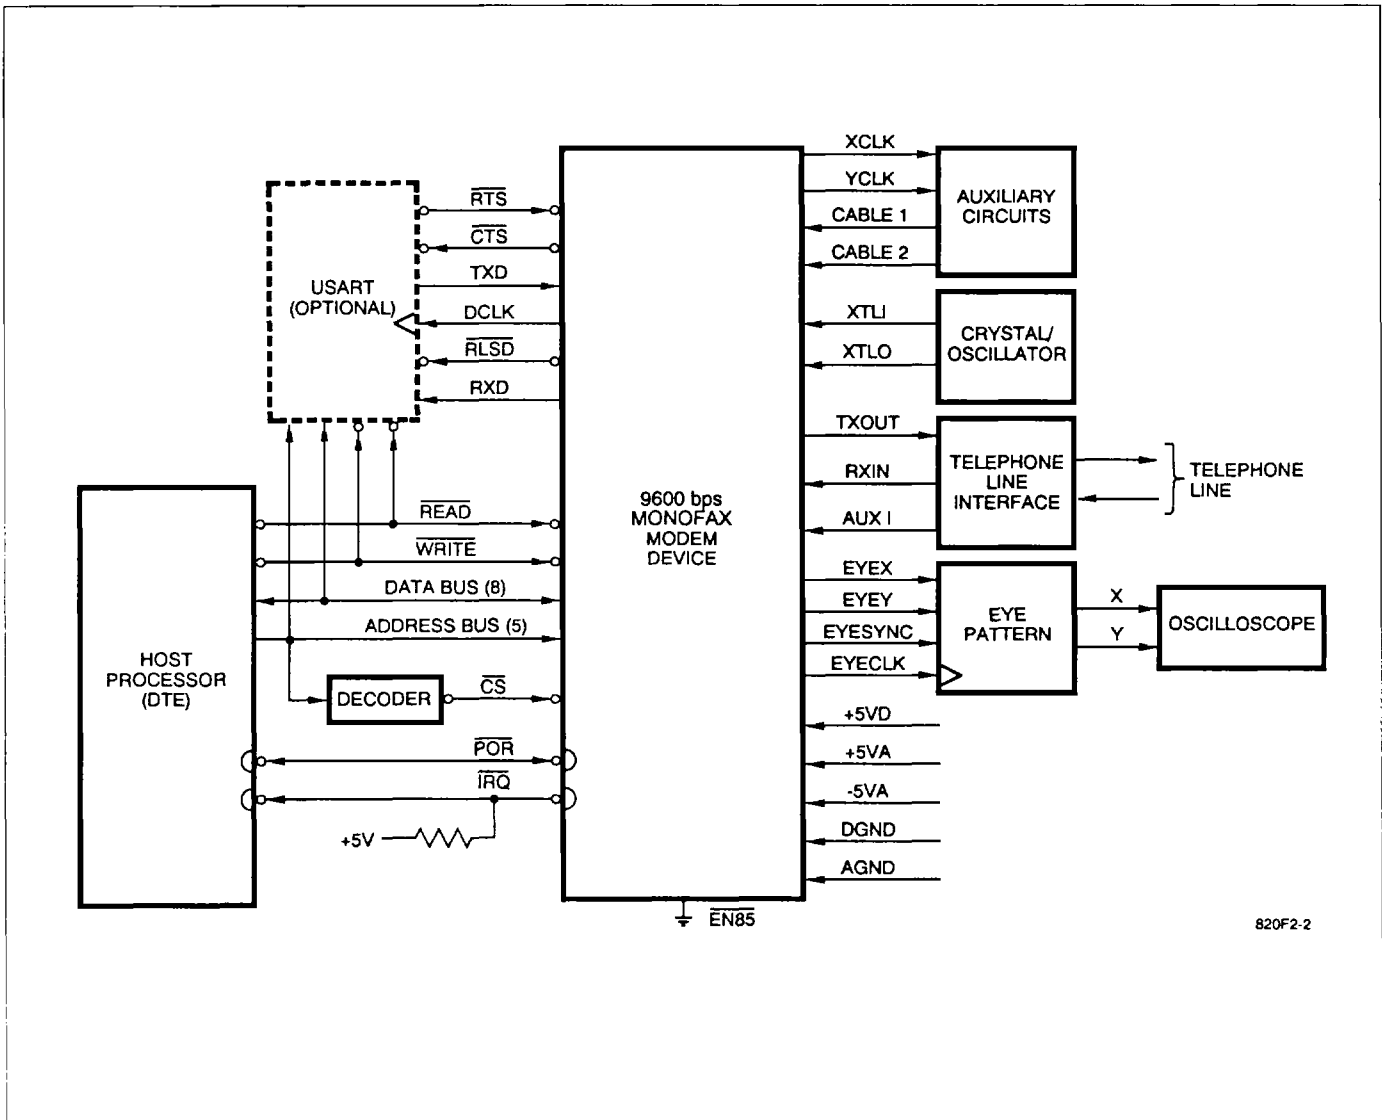 XCLK
YCLK
CABLE 1
CABLE 2
AUXILIARY
CIRCUITS
RTS
CTS
TXD
DCLK
RLSD
RXD
USART
(OPTIONAL)
XTLI
XTLO
CRYSTAL/
OSCILLATOR
TXOUT
RXIN
AUX I
TELEPHONE
LINE
INTERFACE
TELEPHONE
LINE
9600 bps
MONOFAX
MODEM
DEVICE
READ
WRITE
DATA BUS (8)
ADDRESS BUS (5)
HOST
PROCESSOR
(DTE)
DECODER
CS
POR
IRQ
+5V
EYEX
EYEY
EYESYNC
EYECLK
EYE
PATTERN
X
Y
OSCILLOSCOPE
+5VD
+5VA
-5VA
DGND
AGND
EN85
820F2-2